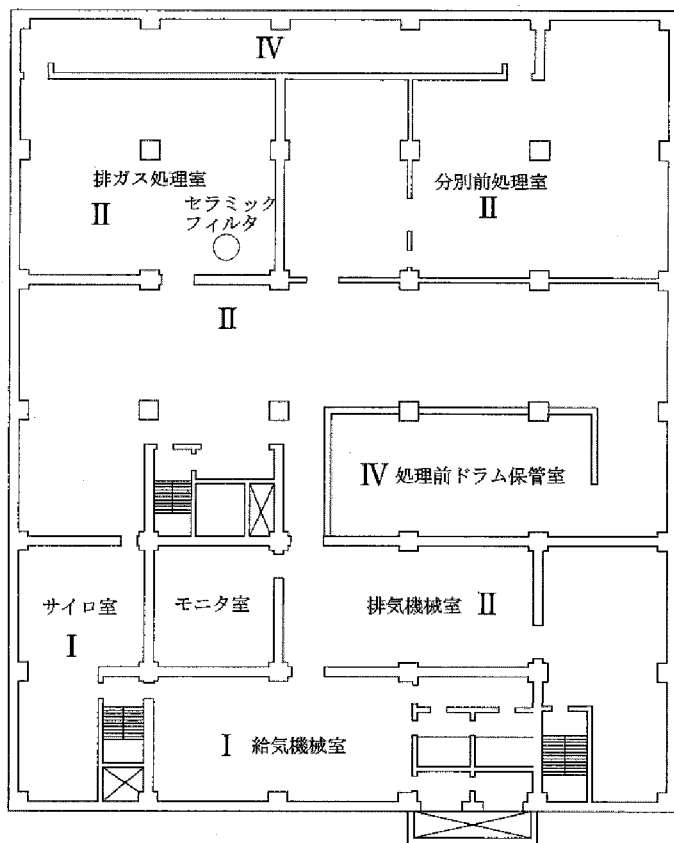 IV
排ガス処理室
分別前処理室
II
セラミック
フィルタ
II
II
IV 処理前ドラム保管室
サイロ室
モニタ室
排気機械室 II
I
I 給気機械室